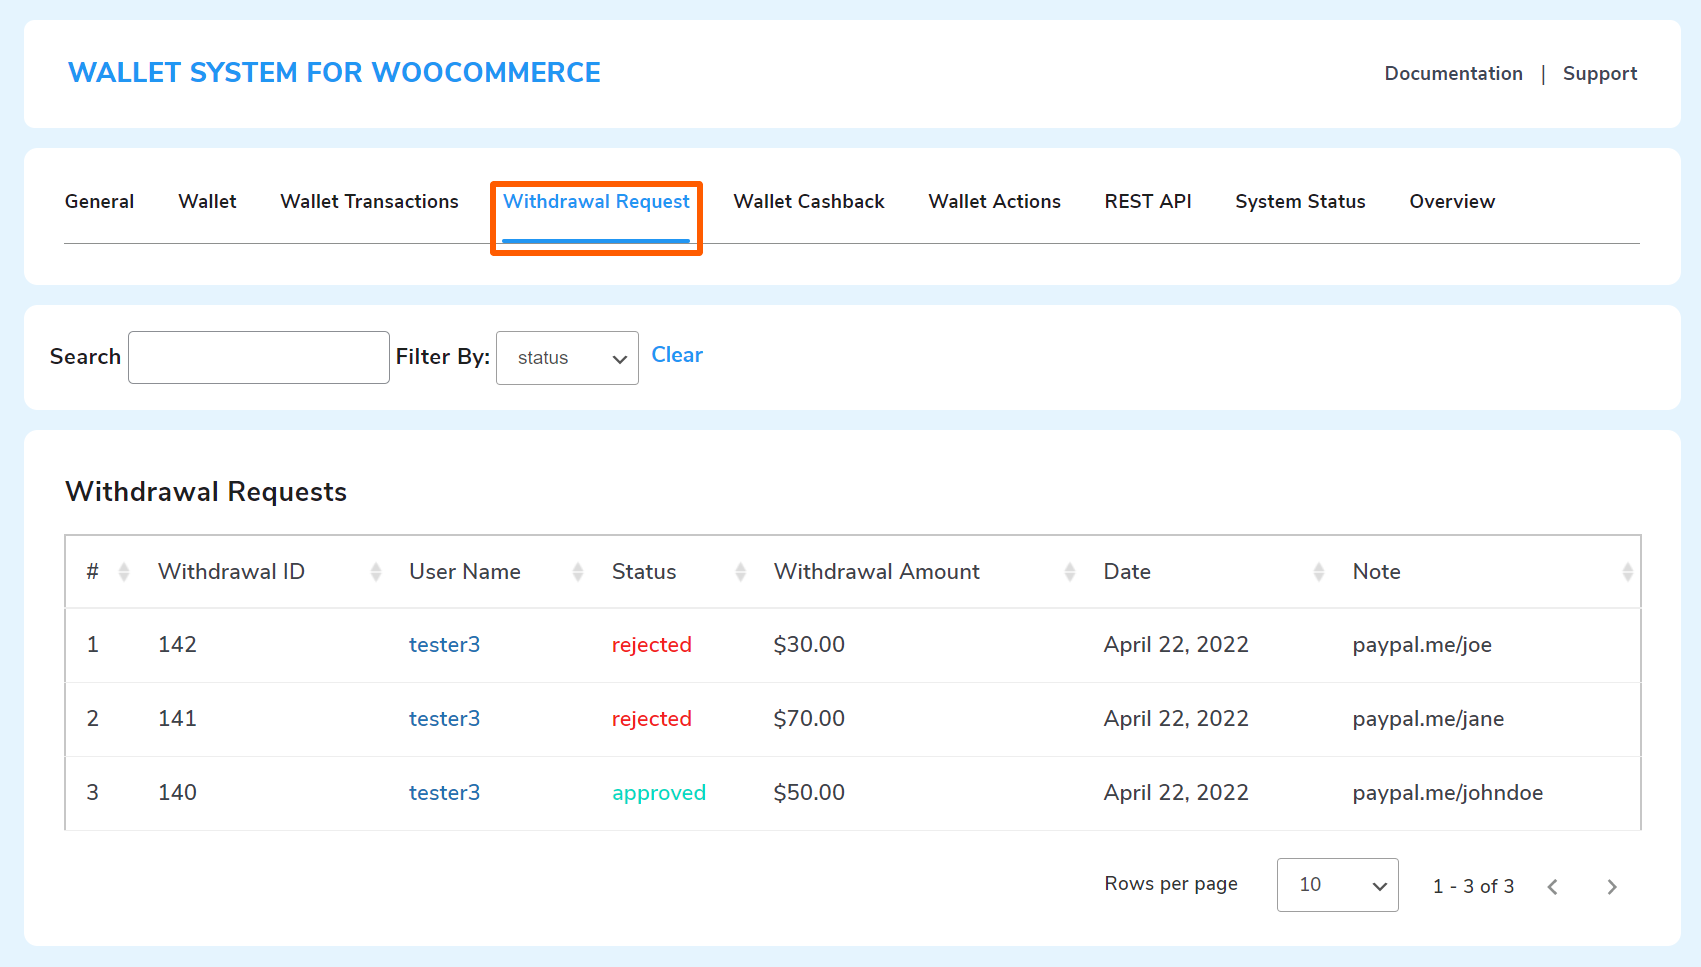 WALLET SYSTEM FOR WOOCOMMERCE
Documentation | Support
General Wallet Wallet Transactions Withdrawal Request Wallet Cashback Wallet Actions REST API System Status Overview
Search Filter By: status Clear
Withdrawal Requests
# Withdrawal ID User Name Status Withdrawal Amount Date Note
1 142 tester3 rejected $30.00 April 22, 2022 paypal.me/joe
2 141 tester3 rejected $70.00 April 22, 2022 paypal.me/jane
3 140 tester3 approved $50.00 April 22, 2022 paypal.me/johndoe
Rows per page 10 1 - 3 of 3